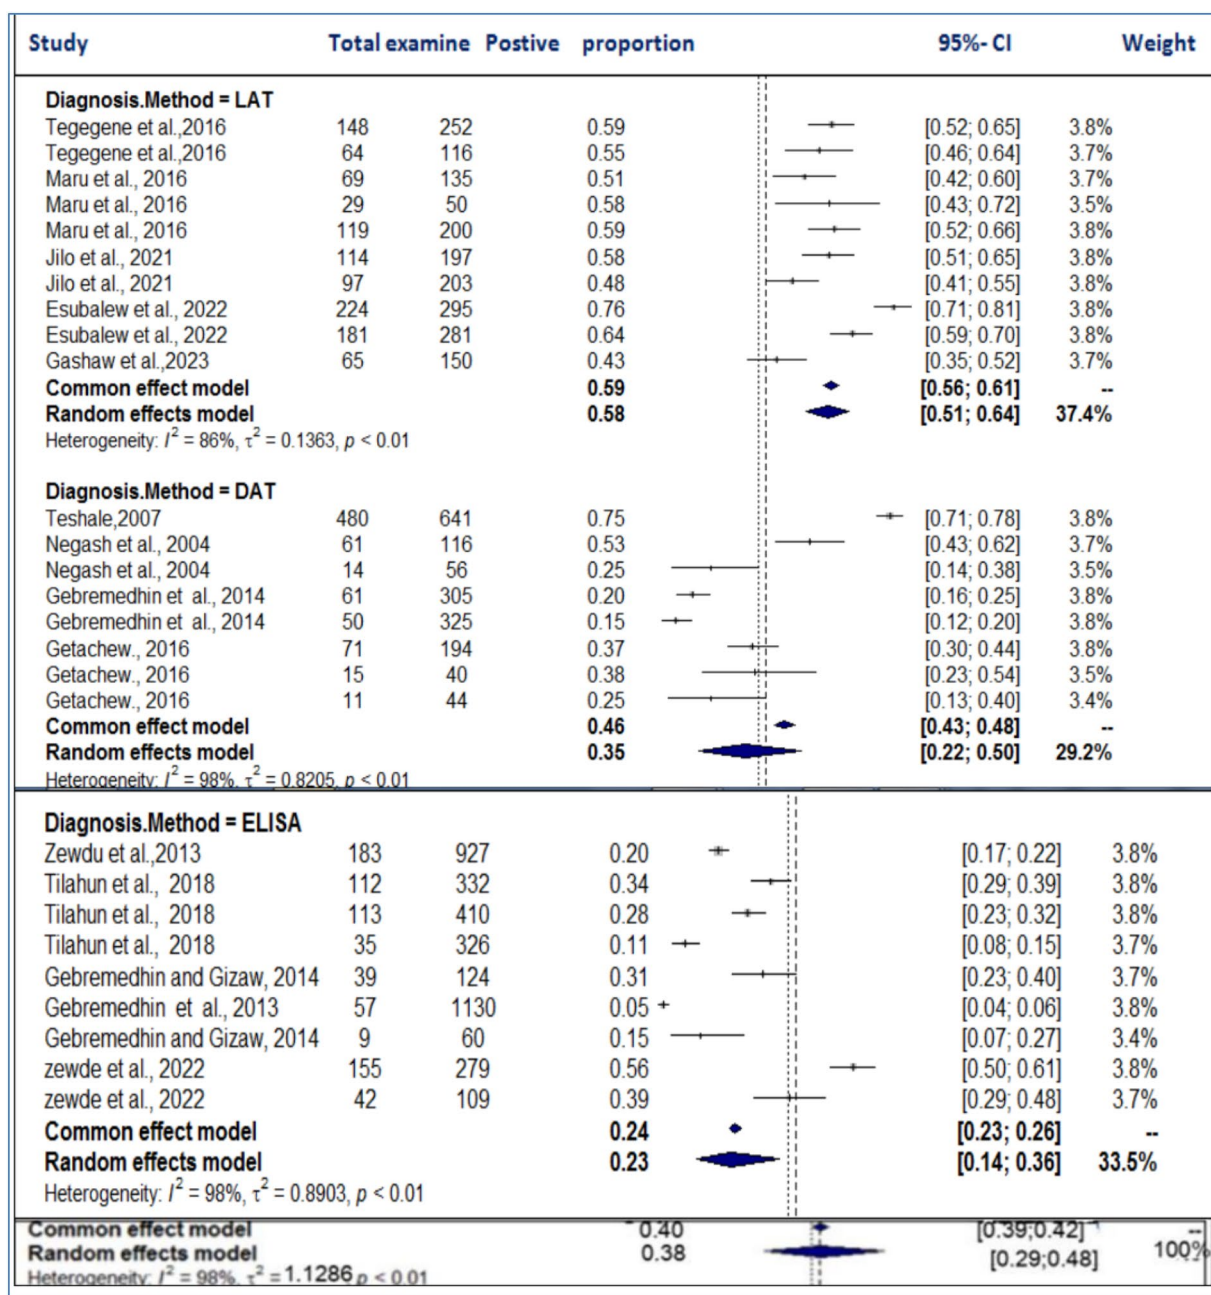 Study Total examine Postive proportion 95%- CI Weight
Diagnosis.Method = LAT
Tegegene et al.,2016 148 252 0.59 [0.52; 0.65] 3.8%
Tegegene et al.,2016 64 116 0.55 [0.46; 0.64] 3.7%
Maru et al., 2016 69 135 0.51 [0.42; 0.60] 3.7%
Maru et al., 2016 29 50 0.58 [0.43; 0.72] 3.5%
Maru et al., 2016 119 200 0.59 [0.52; 0.66] 3.8%
Jilo et al., 2021 114 197 0.58 [0.51; 0.65] 3.8%
Jilo et al., 2021 97 203 0.48 [0.41; 0.55] 3.8%
Esubalew et al., 2022 224 295 0.76 [0.71; 0.81] 3.8%
Esubalew et al., 2022 181 281 0.64 [0.59; 0.70] 3.8%
Gashaw et al.,2023 65 150 0.43 [0.35; 0.52] 3.7%
Common effect model 0.59 [0.56; 0.61] --
Random effects model 0.58 [0.51; 0.64] 37.4%
Heterogeneity: I² = 86%, τ² = 0.1363, p < 0.01
Diagnosis.Method = DAT
Teshale,2007 480 641 0.75 [0.71; 0.78] 3.8%
Negash et al., 2004 61 116 0.53 [0.43; 0.62] 3.7%
Negash et al., 2004 14 56 0.25 [0.14; 0.38] 3.5%
Gebremedhin et al., 2014 61 305 0.20 [0.16; 0.25] 3.8%
Gebremedhin et al., 2014 50 325 0.15 [0.12; 0.20] 3.8%
Getachew., 2016 71 194 0.37 [0.30; 0.44] 3.8%
Getachew., 2016 15 40 0.38 [0.23; 0.54] 3.5%
Getachew., 2016 11 44 0.25 [0.13; 0.40] 3.4%
Common effect model 0.46 [0.43; 0.48] --
Random effects model 0.35 [0.22; 0.50] 29.2%
Heterogeneity: I² = 98%, τ² = 0.8205, p < 0.01
Diagnosis.Method = ELISA
Zewdu et al.,2013 183 927 0.20 [0.17; 0.22] 3.8%
Tilahun et al., 2018 112 332 0.34 [0.29; 0.39] 3.8%
Tilahun et al., 2018 113 410 0.28 [0.23; 0.32] 3.8%
Tilahun et al., 2018 35 326 0.11 [0.08; 0.15] 3.7%
Gebremedhin and Gizaw, 2014 39 124 0.31 [0.23; 0.40] 3.7%
Gebremedhin et al., 2013 57 1130 0.05 [0.04; 0.06] 3.8%
Gebremedhin and Gizaw, 2014 9 60 0.15 [0.07; 0.27] 3.4%
zewde et al., 2022 155 279 0.56 [0.50; 0.61] 3.8%
zewde et al., 2022 42 109 0.39 [0.29; 0.48] 3.7%
Common effect model 0.24 [0.23; 0.26] --
Random effects model 0.23 [0.14; 0.36] 33.5%
Heterogeneity: I² = 98%, τ² = 0.8903, p < 0.01
Common effect model 0.40 [0.39;0.42] --
Random effects model 0.38 [0.29;0.48] 100%
Heterogeneity: I² = 98%, τ² = 1.1286 p < 0.01